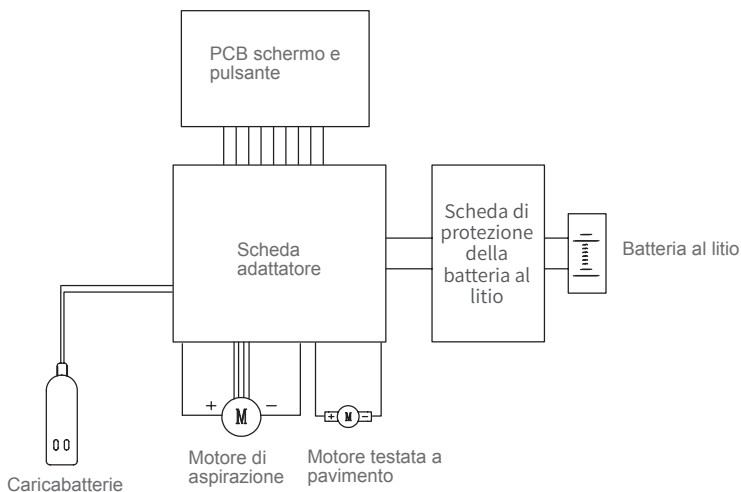 PCB schermo e
pulsante
Scheda
adattatore
Scheda di
protezione
della
batteria al
litio
Batteria al litio
+
M
−
+
M
−
Motore di
aspirazione
Motore testata a
pavimento
Caricabatterie